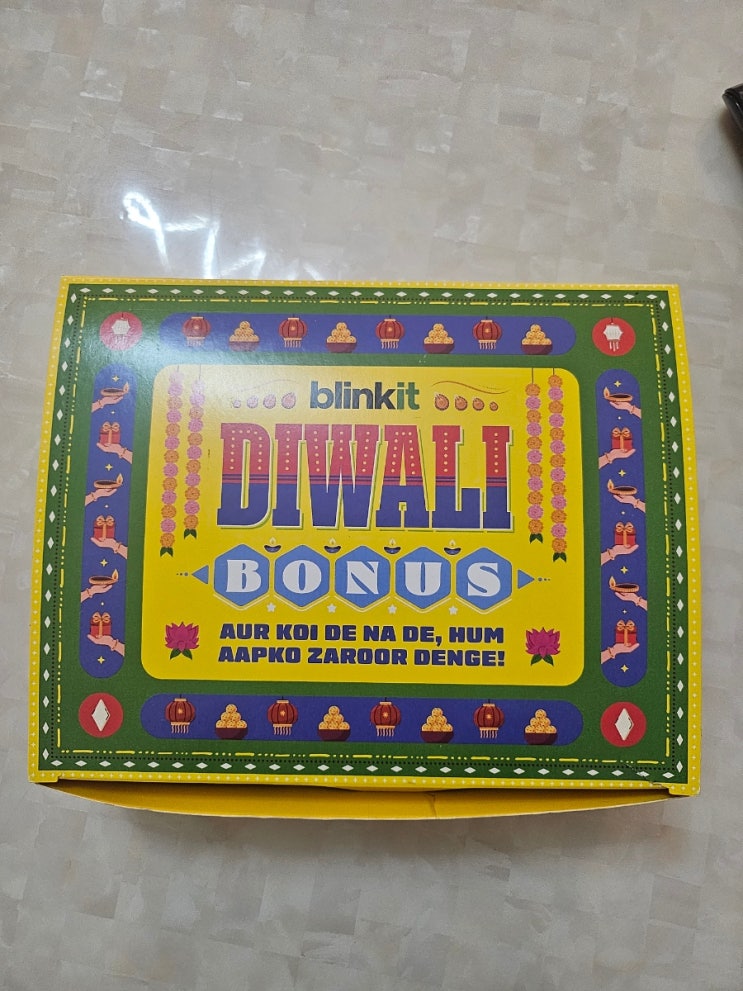 blinkit
DIWALI
BONUS
AUR KOI DE NA DE, HUM
AAPKO ZAROOR DENGE!